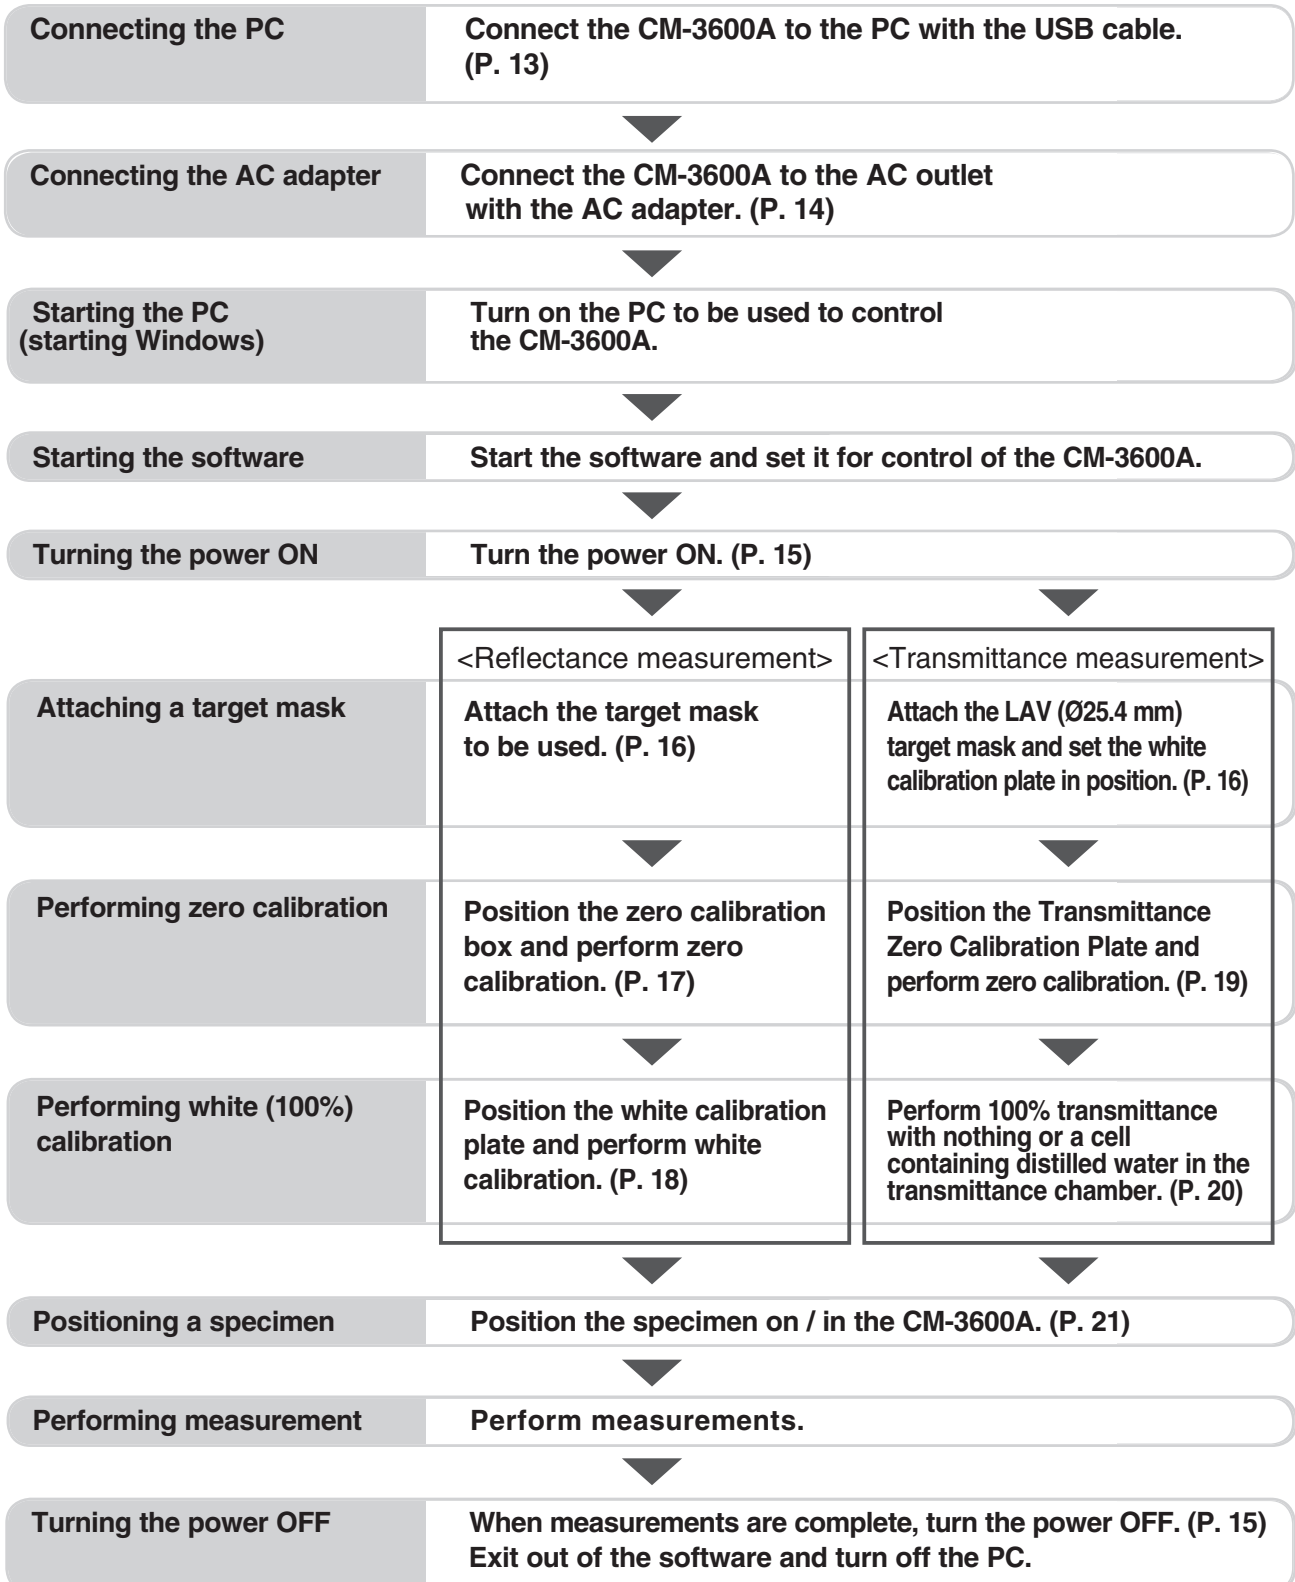 Connecting the PC
Connect the CM-3600A to the PC with the USB cable.
(P. 13)
Connecting the AC adapter
Connect the CM-3600A to the AC outlet
with the AC adapter. (P. 14)
Starting the PC
(starting Windows)
Turn on the PC to be used to control
the CM-3600A.
Starting the software
Start the software and set it for control of the CM-3600A.
Turning the power ON
Turn the power ON. (P. 15)
<Reflectance measurement>
<Transmittance measurement>
Attaching a target mask
Attach the target mask
to be used. (P. 16)
Attach the LAV (Ø25.4 mm)
target mask and set the white
calibration plate in position. (P. 16)
Performing zero calibration
Position the zero calibration
box and perform zero
calibration. (P. 17)
Position the Transmittance
Zero Calibration Plate and
perform zero calibration. (P. 19)
Performing white (100%)
calibration
Position the white calibration
plate and perform white
calibration. (P. 18)
Perform 100% transmittance
with nothing or a cell
containing distilled water in the
transmittance chamber. (P. 20)
Positioning a specimen
Position the specimen on / in the CM-3600A. (P. 21)
Performing measurement
Perform measurements.
Turning the power OFF
When measurements are complete, turn the power OFF. (P. 15)
Exit out of the software and turn off the PC.